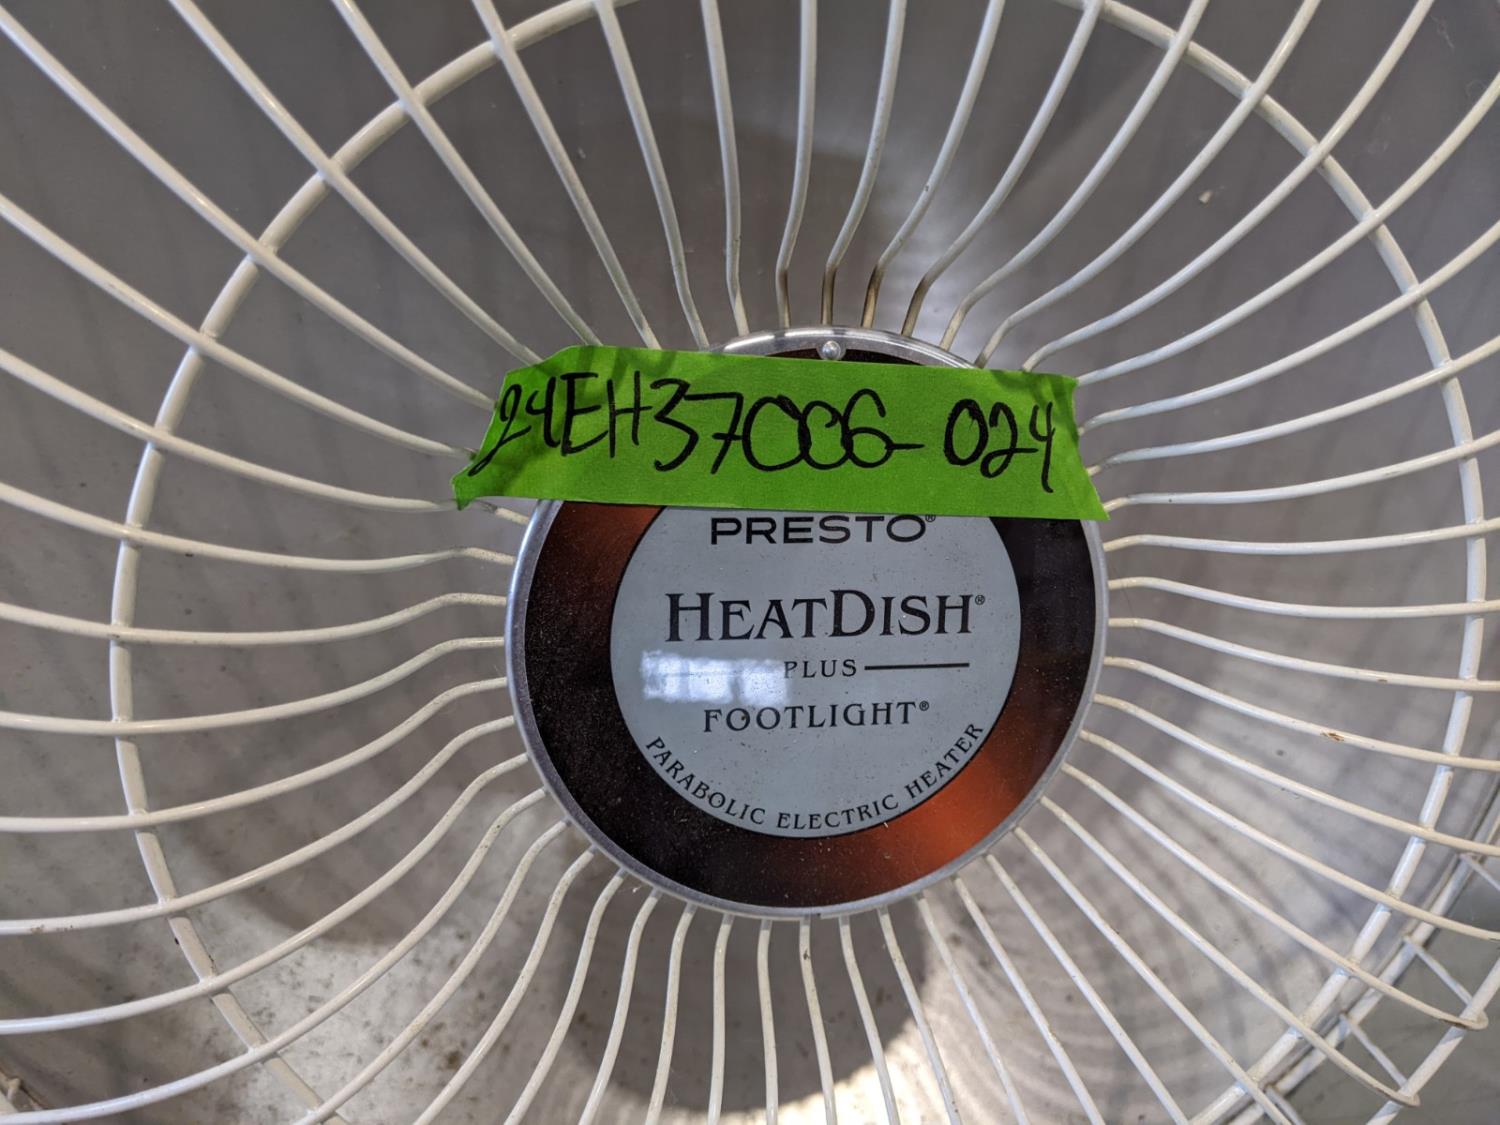 24EH37006-024
PRESTO®
HEATDISH®
PLUS
FOOTLIGHT®
PARABOLIC ELECTRIC HEATER